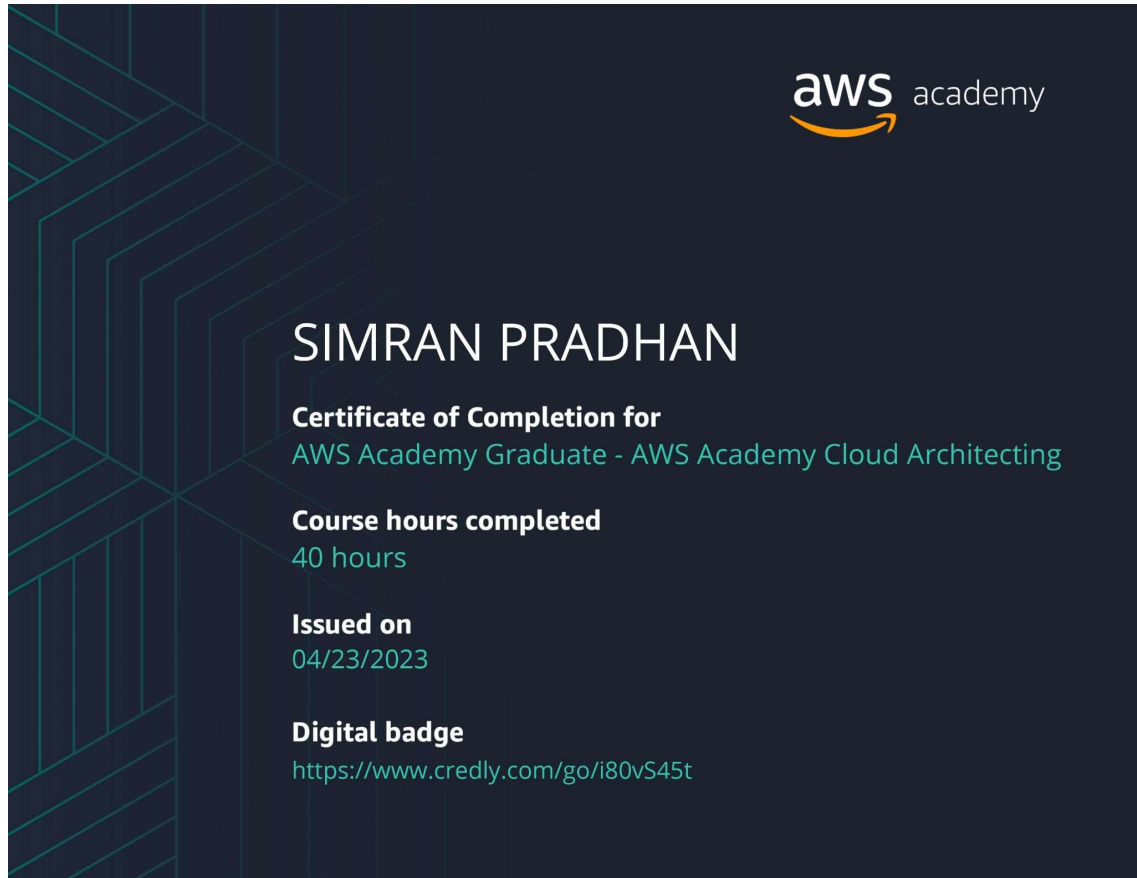 aws academy
SIMRAN PRADHAN
Certificate of Completion for
AWS Academy Graduate - AWS Academy Cloud Architecting
Course hours completed
40 hours
Issued on
04/23/2023
Digital badge
https://www.credly.com/go/i80vS45t